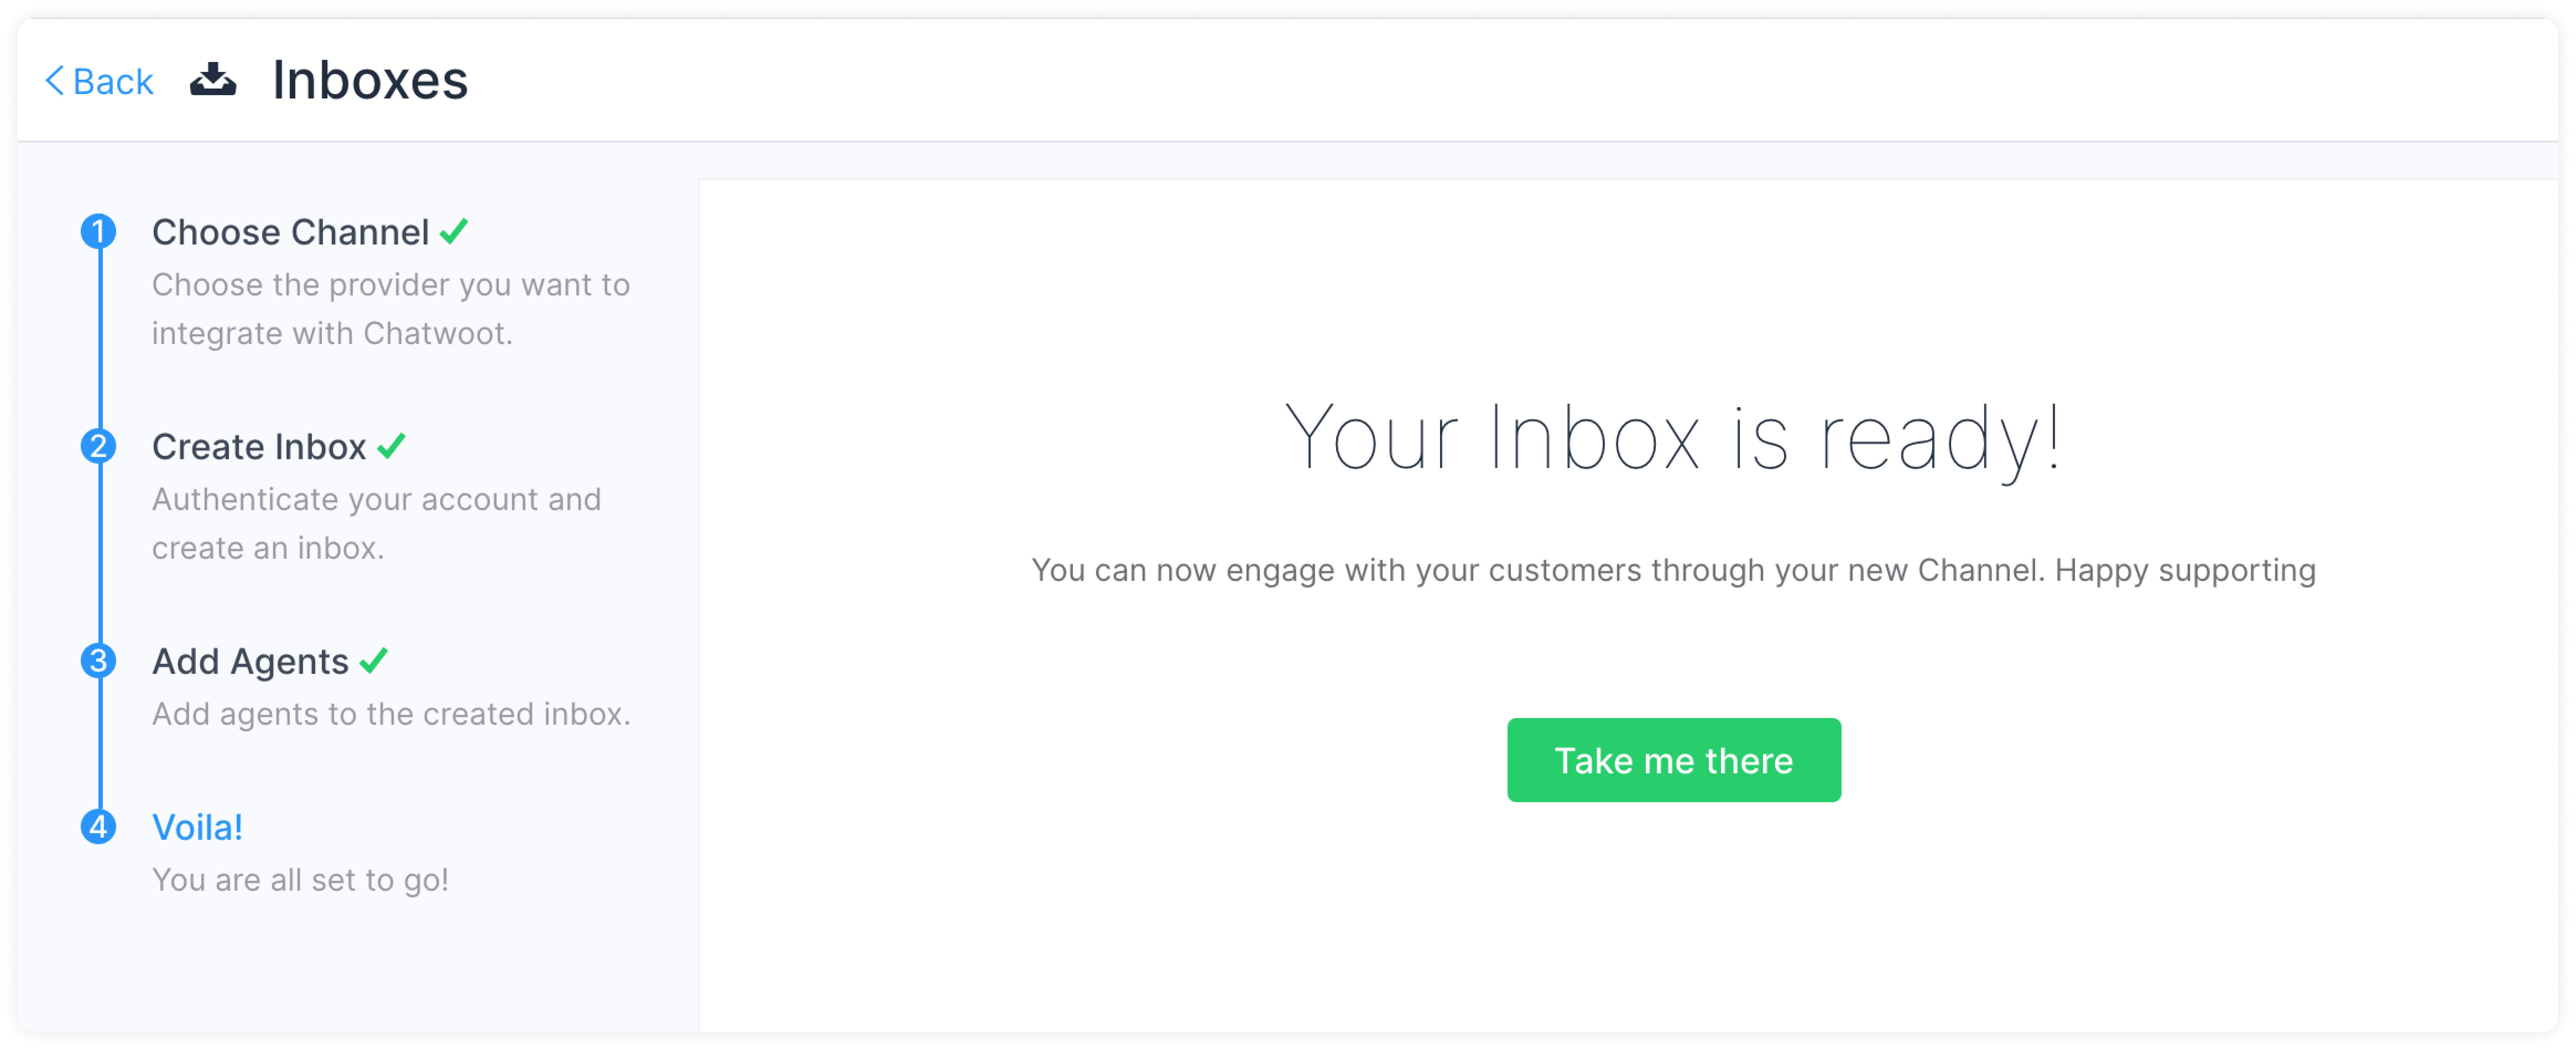 Back Inboxes
1 Choose Channel
Choose the provider you want to
integrate with Chatwoot.
2 Create Inbox
Authenticate your account and
create an inbox.
3 Add Agents
Add agents to the created inbox.
4 Voila!
You are all set to go!
Your Inbox is ready!
You can now engage with your customers through your new Channel. Happy supporting
Take me there